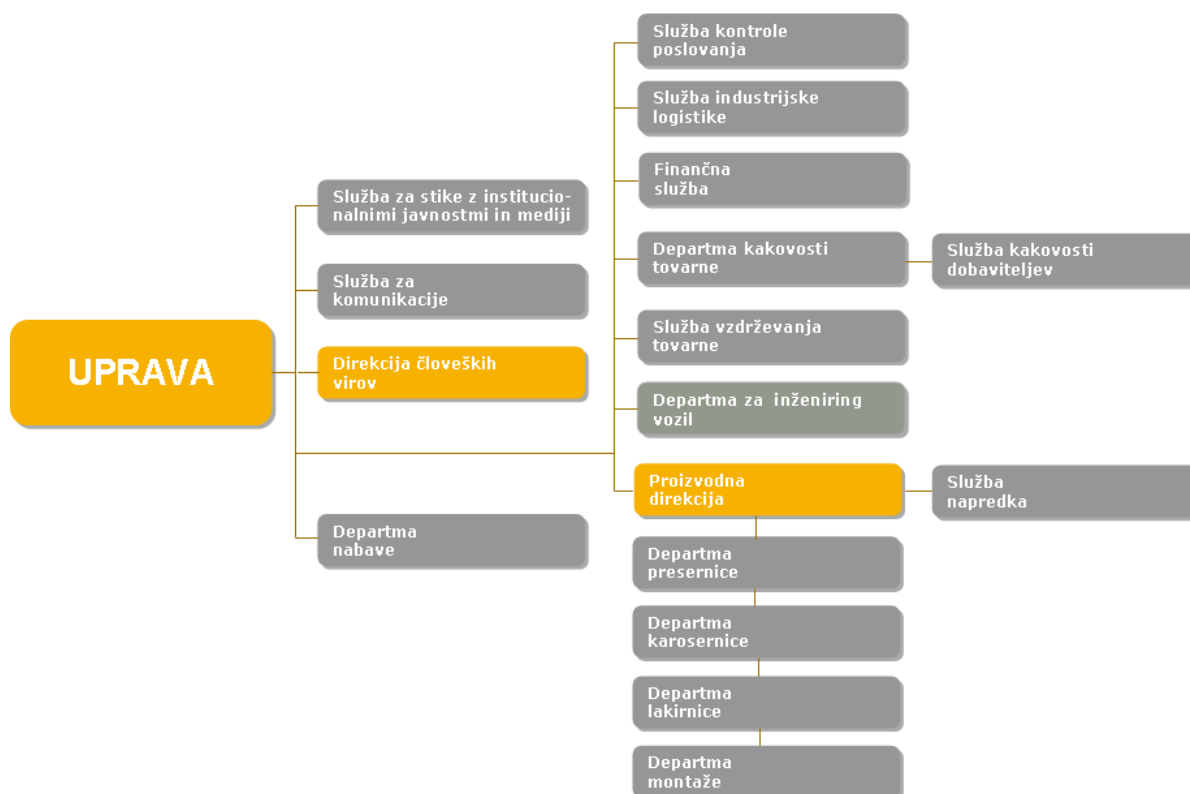 UPRAVA
Služba za stike z institucio-
nalnimi javnostmi in mediji
Služba za
komunikacije
Direkcija človeških
virov
Departma
nabave
Služba kontrole
poslovanja
Služba industrijske
logistike
Finančna
služba
Departma kakovosti
tovarne
Služba kakovosti
dobaviteljev
Služba vzdrževanja
tovarne
Departma za inženiring
vozil
Proizvodna
direkcija
Služba
napredka
Departma
presernice
Departma
karosernice
Departma
lakirnice
Departma
montaže